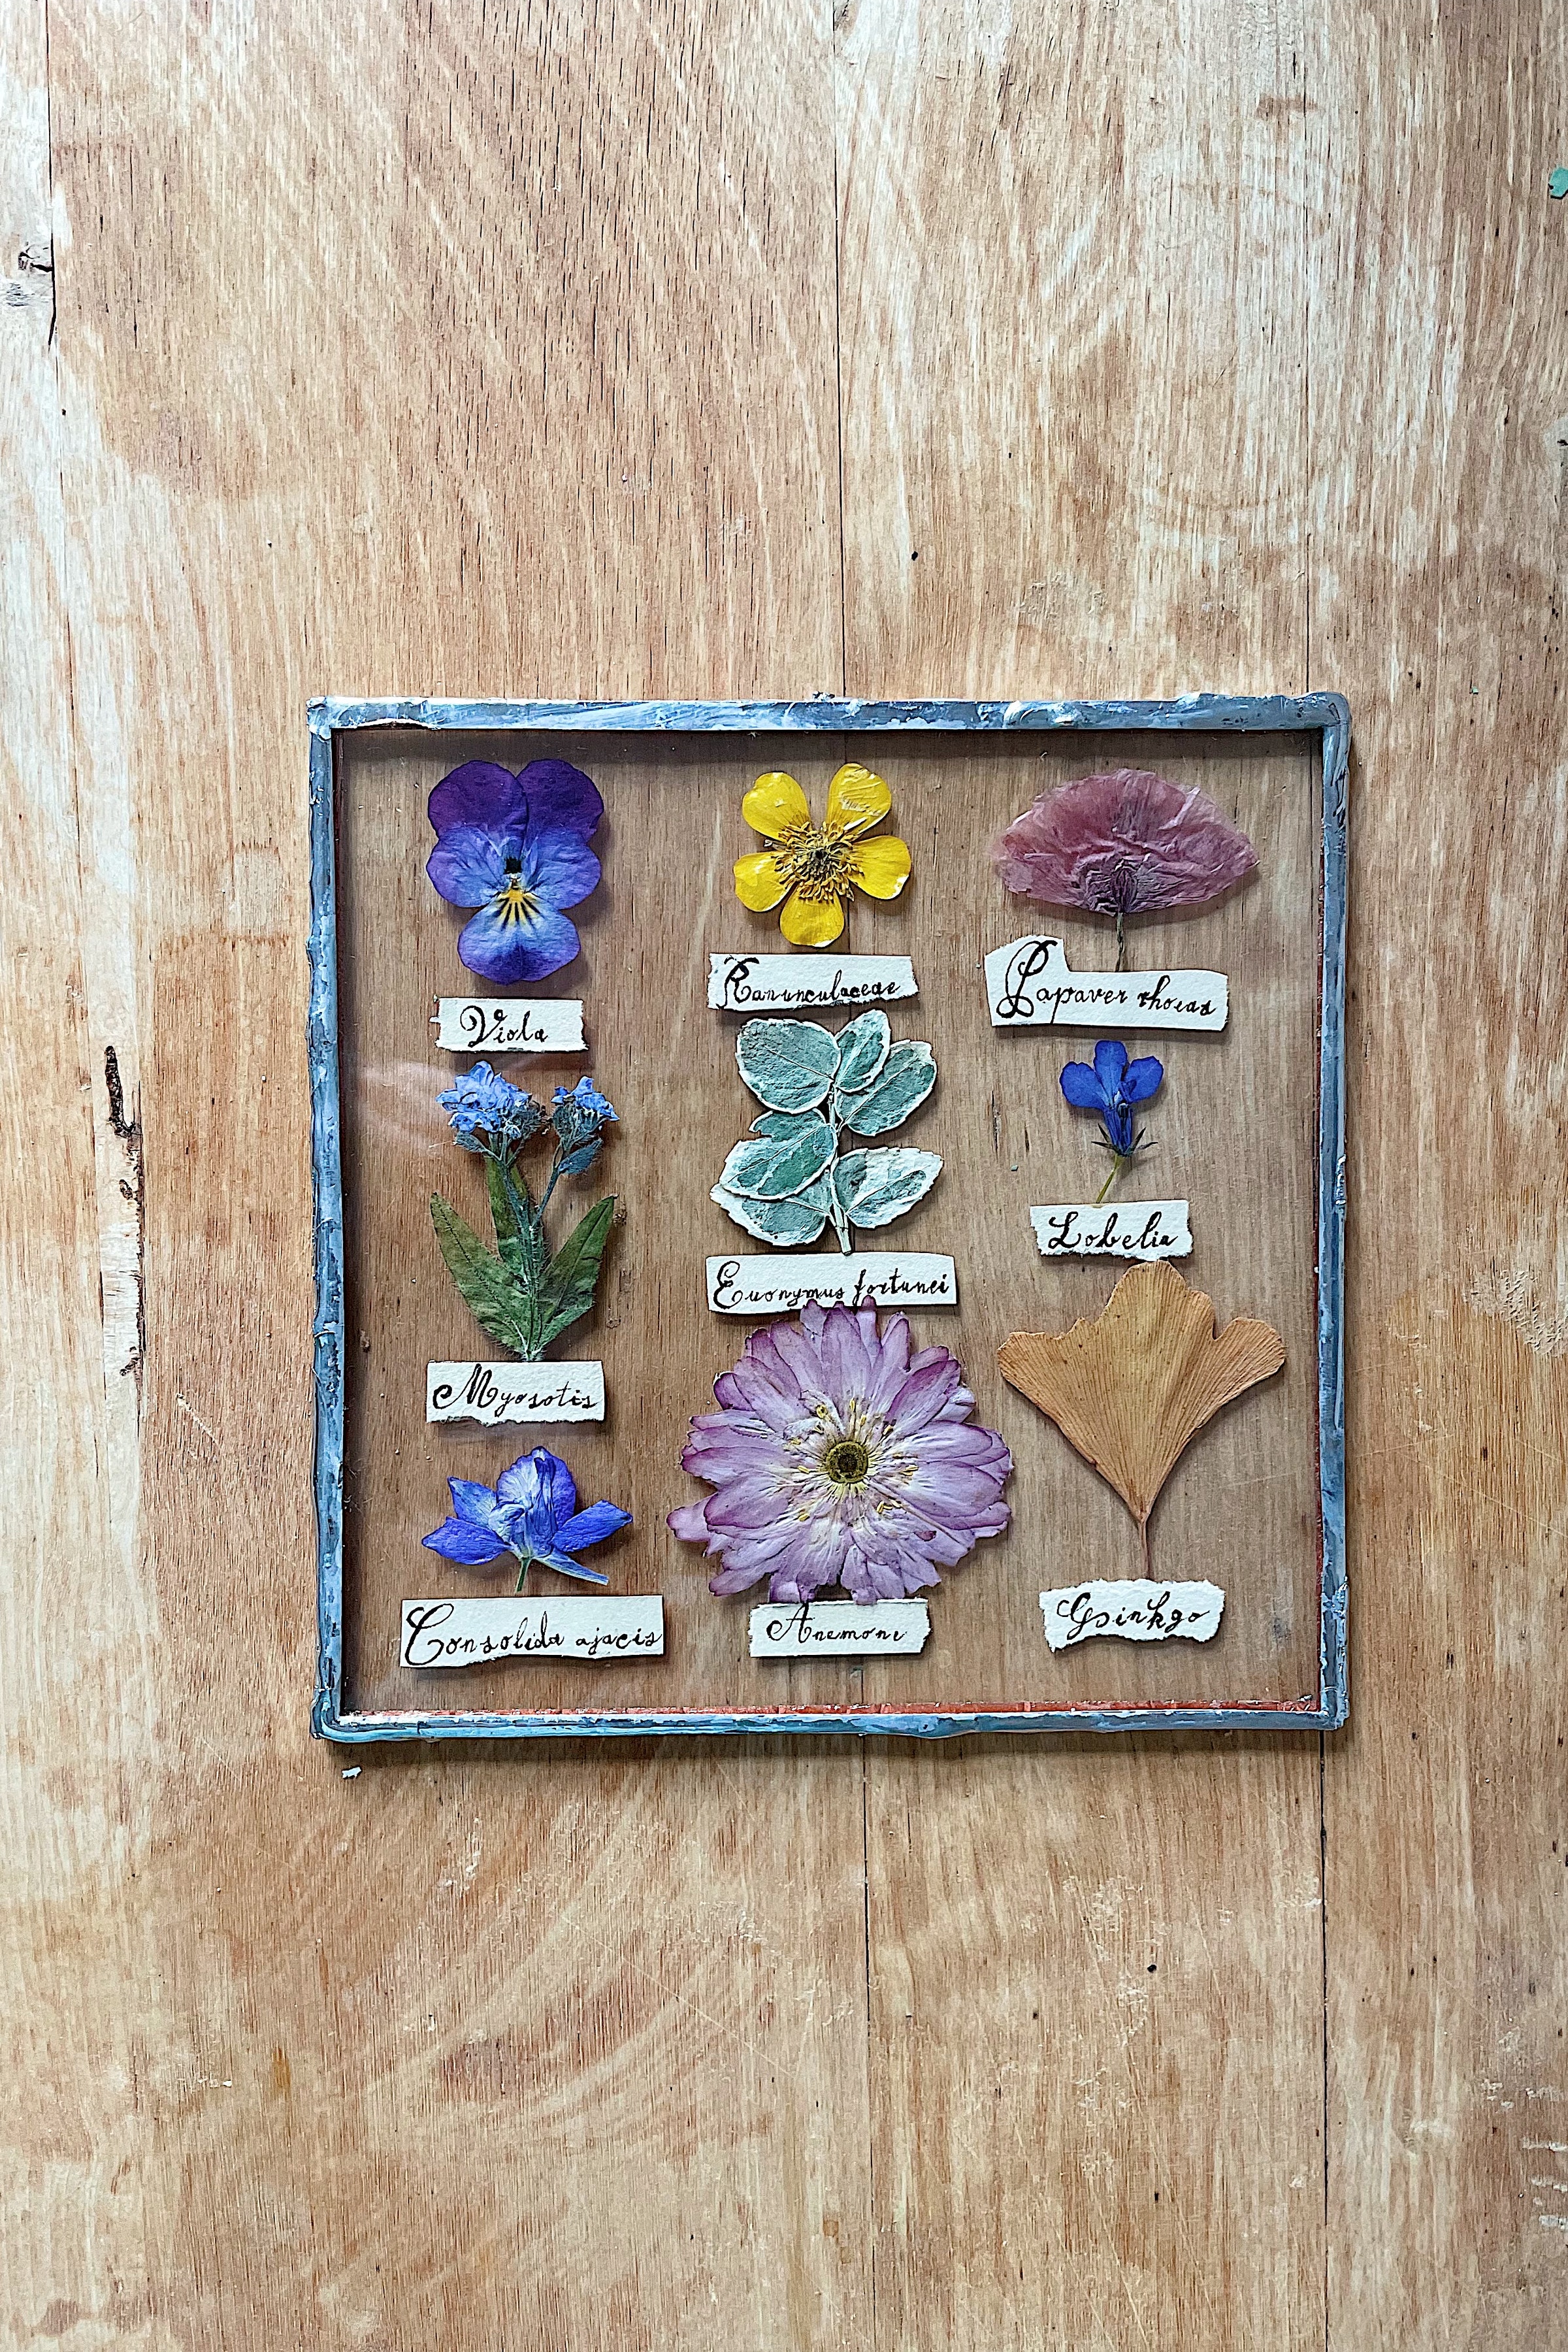 Viola
Ranunculaceae
Papaver rhoeas
Myosotis
Euonymus fortunei
Lobelia
Consolida ajacis
Anemone
Ginkgo